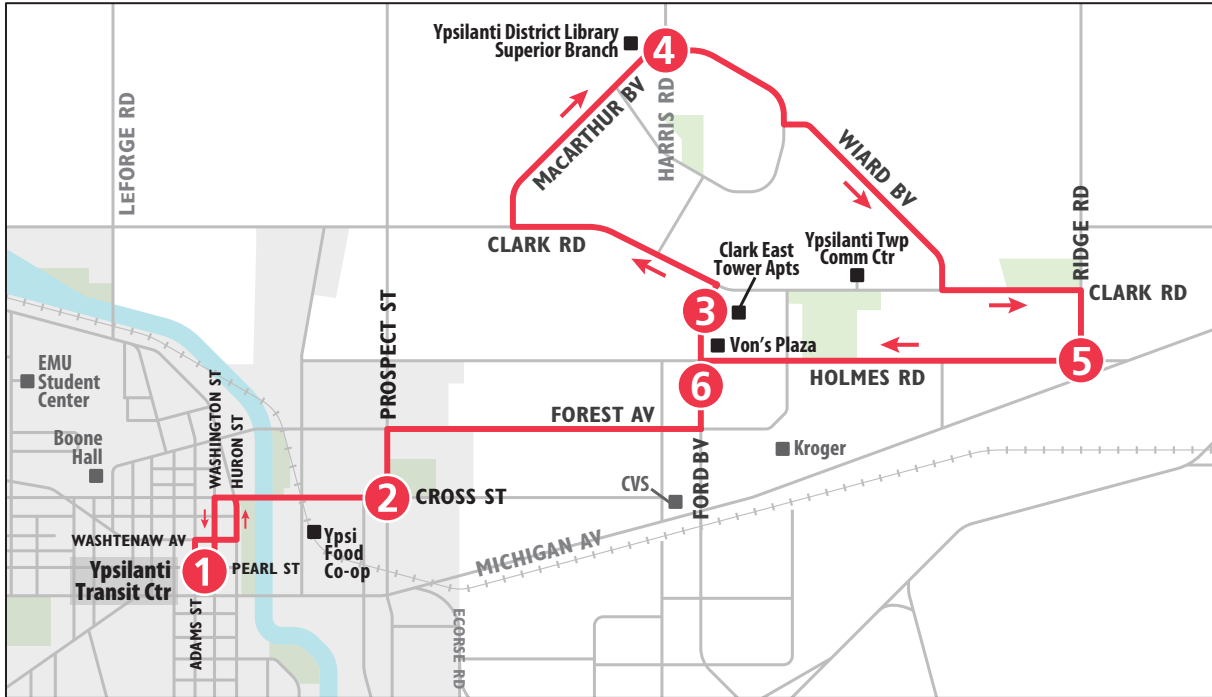 Ypsilanti District Library
Superior Branch
4
LEFORGE RD
MACARTHUR BV
HARRIS RD
WIARD BV
RIDGE RD
CLARK RD
Clark East
Tower Apts
Ypsilanti Twp
Comm Ctr
CLARK RD
3
Von's Plaza
5
HOLMES RD
6
PROSPECT ST
EMU
Student
Center
WASHINGTON ST
HURON ST
FOREST AV
Boone
Hall
Kroger
FORD BV
CVS
2
CROSS ST
WASHTENAW AV
Ypsi
Food
Co-op
MICHIGAN AV
1
PEARL ST
Ypsilanti
Transit Ctr
ADAMS ST
ECORSE RD